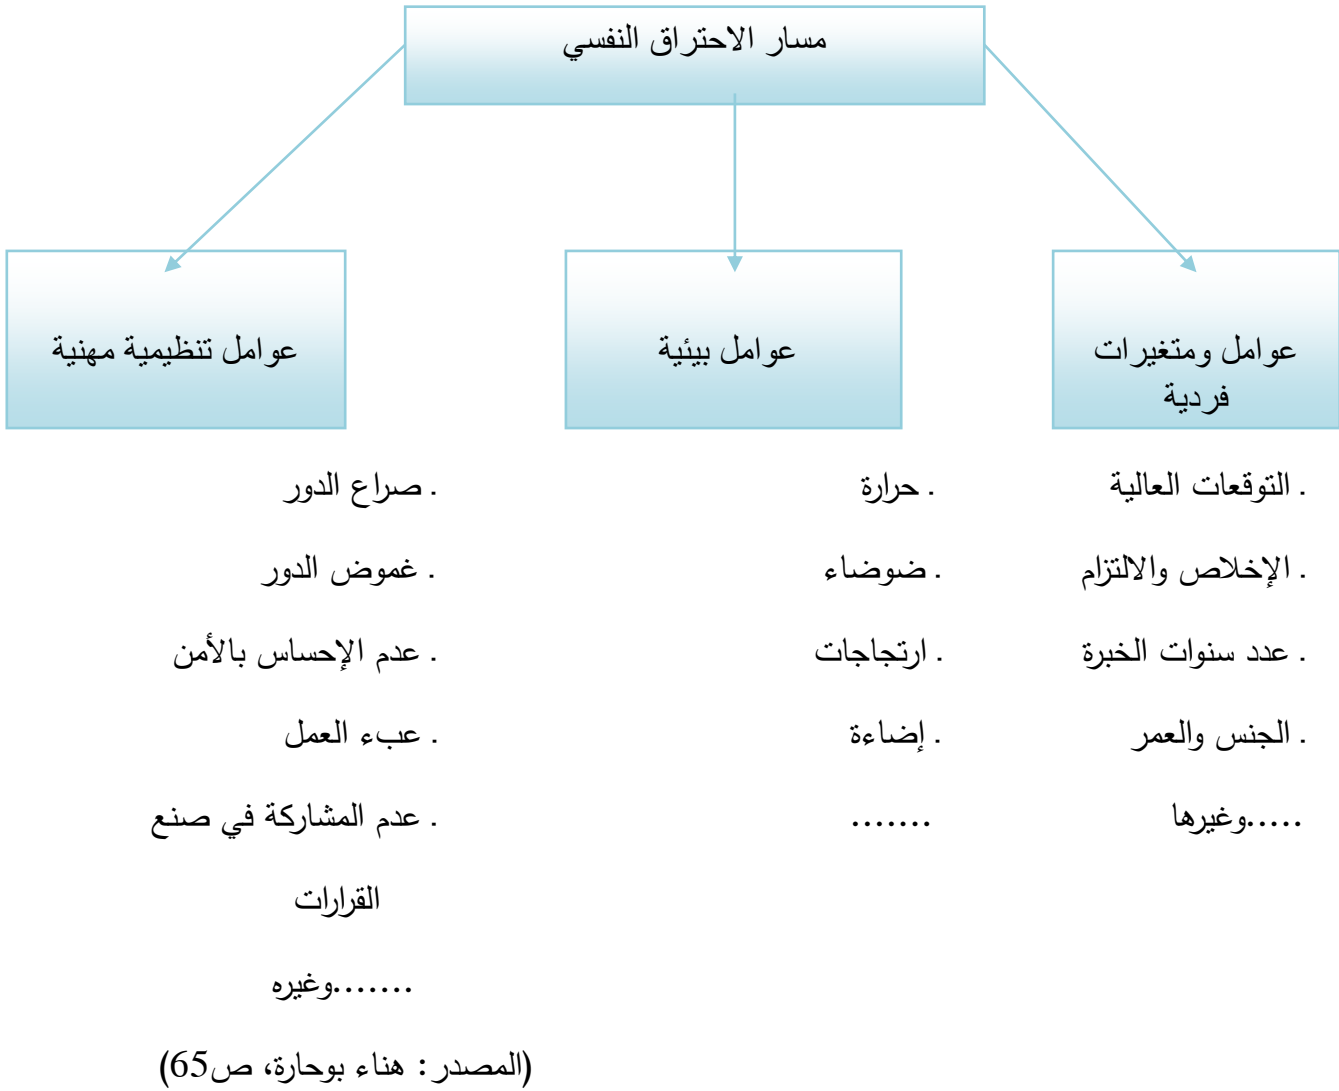 مسار الاحتراق النفسي
عوامل ومتغيرات
فردية
عوامل بيئية
عوامل تنظيمية مهنية
. التوقعات العالية
. الإخلاص والالتزام
. عدد سنوات الخبرة
. الجنس والعمر
.....وغيرها
. حرارة
. ضوضاء
. ارتجاجات
. إضاءة
.......
. صراع الدور
. غموض الدور
. عدم الإحساس بالأمن
. عبء العمل
. عدم المشاركة في صنع
القرارات
.......وغيره
(المصدر: هناء بوحارة، ص65)